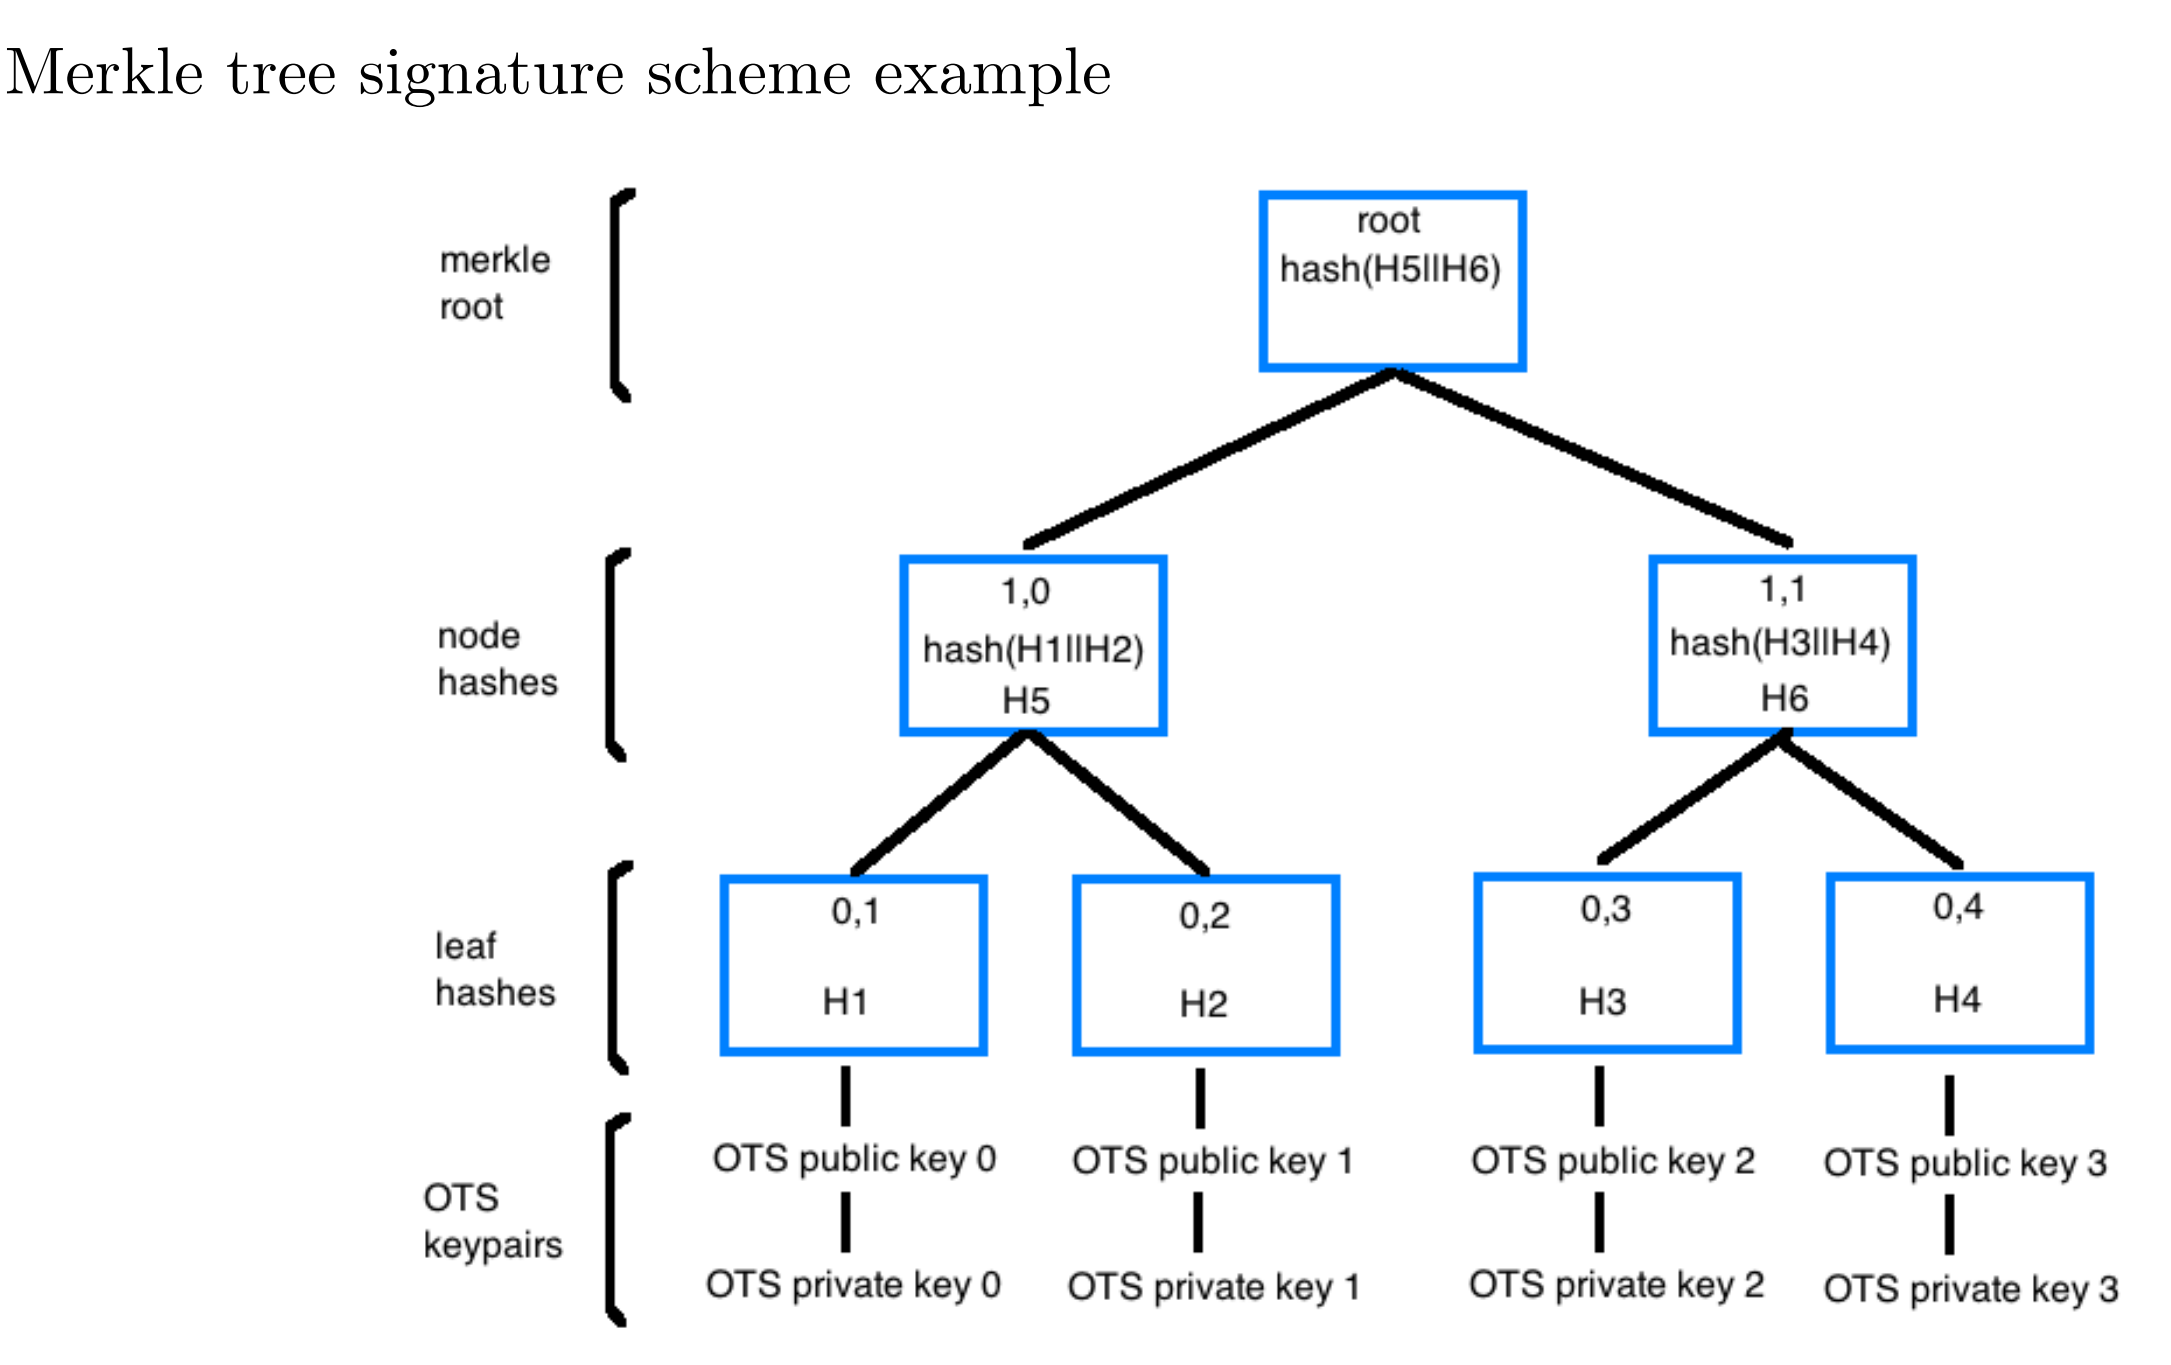 Merkle tree signature scheme example
merkle
root
root
hash(H5llH6)
node
hashes
1,0
hash(H1llH2)
H5
1,1
hash(H3llH4)
H6
leaf
hashes
0,1
H1
0,2
H2
0,3
H3
0,4
H4
OTS
keypairs
OTS public key 0
OTS public key 1
OTS public key 2
OTS public key 3
OTS private key 0
OTS private key 1
OTS private key 2
OTS private key 3